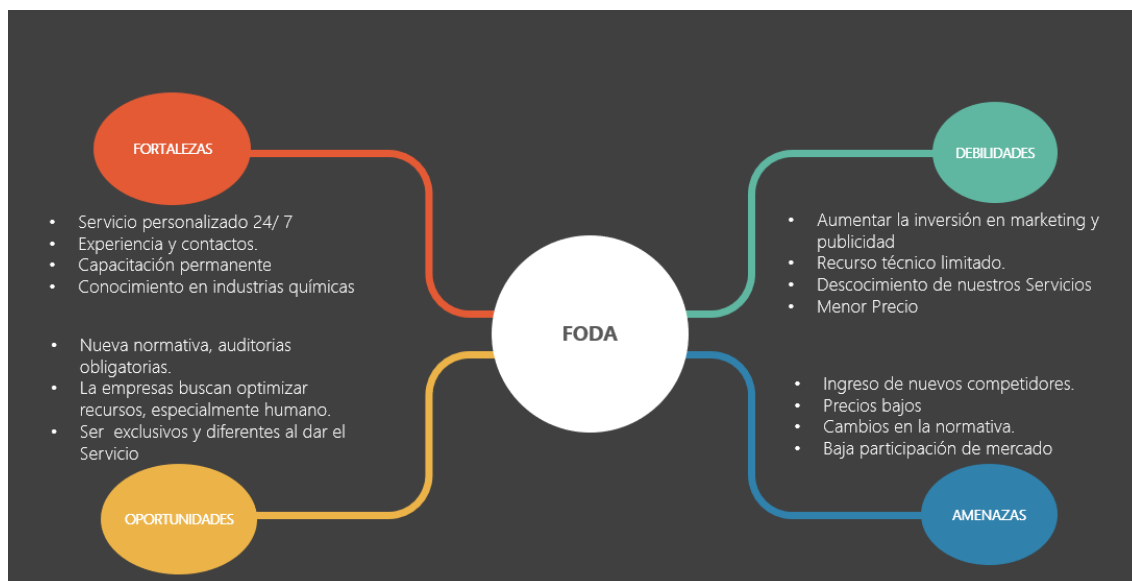 FORTALEZAS
• Servicio personalizado 24/ 7
• Experiencia y contactos.
• Capacitación permanente
• Conocimiento en industrias químicas
DEBILIDADES
• Aumentar la inversión en marketing y
publicidad
• Recurso técnico limitado.
• Descocimiento de nuestros Servicios
• Menor Precio
FODA
• Nueva normativa, auditorias
obligatorias.
• La empresas buscan optimizar
recursos, especialmente humano.
• Ser exclusivos y diferentes al dar el
Servicio
OPORTUNIDADES
• Ingreso de nuevos competidores.
• Precios bajos
• Cambios en la normativa.
• Baja participación de mercado
AMENAZAS